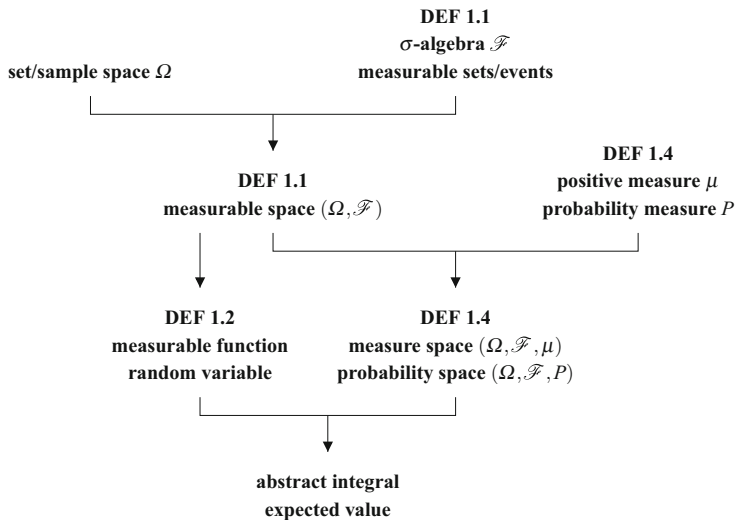 DEF 1.1
σ-algebra ℱ
set/sample space Ω
measurable sets/events
DEF 1.4
DEF 1.1
positive measure μ
measurable space (Ω,ℱ)
probability measure P
DEF 1.2
DEF 1.4
measurable function
measure space (Ω,ℱ,μ)
random variable
probability space (Ω,ℱ,P)
abstract integral
expected value